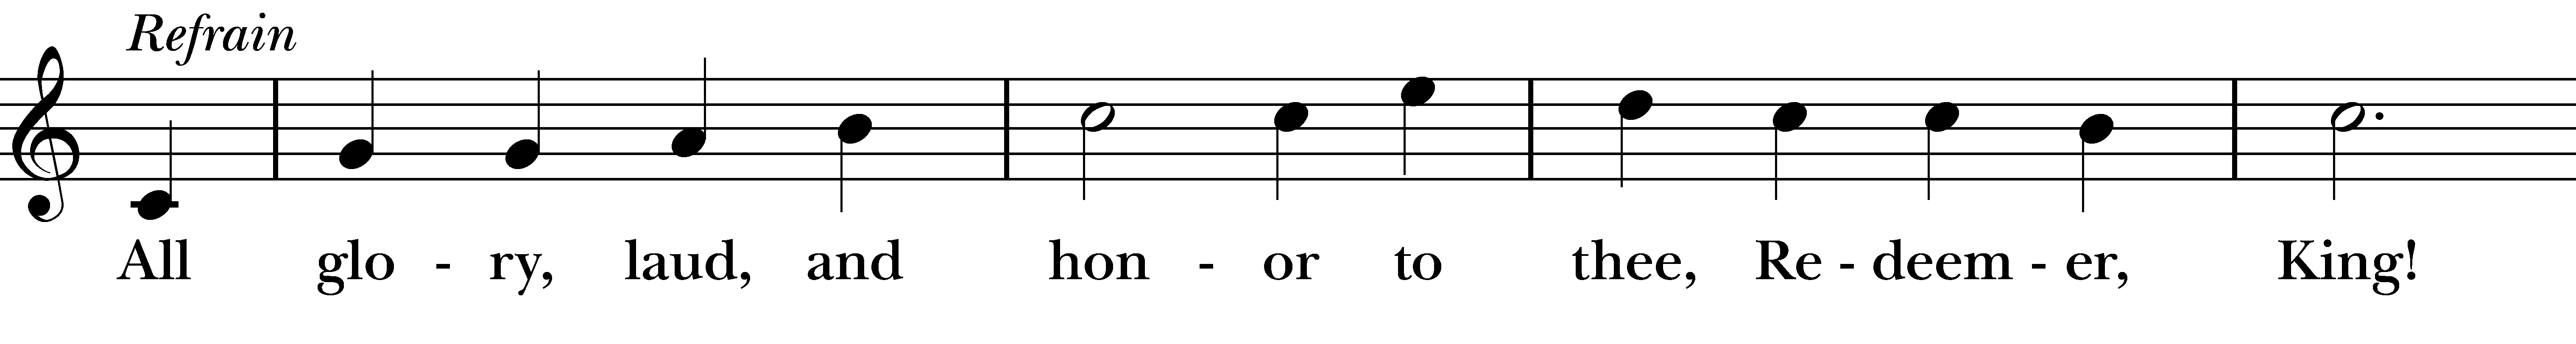 Refrain
All glo - ry, laud, and hon - or to thee, Re - deem - er, King!